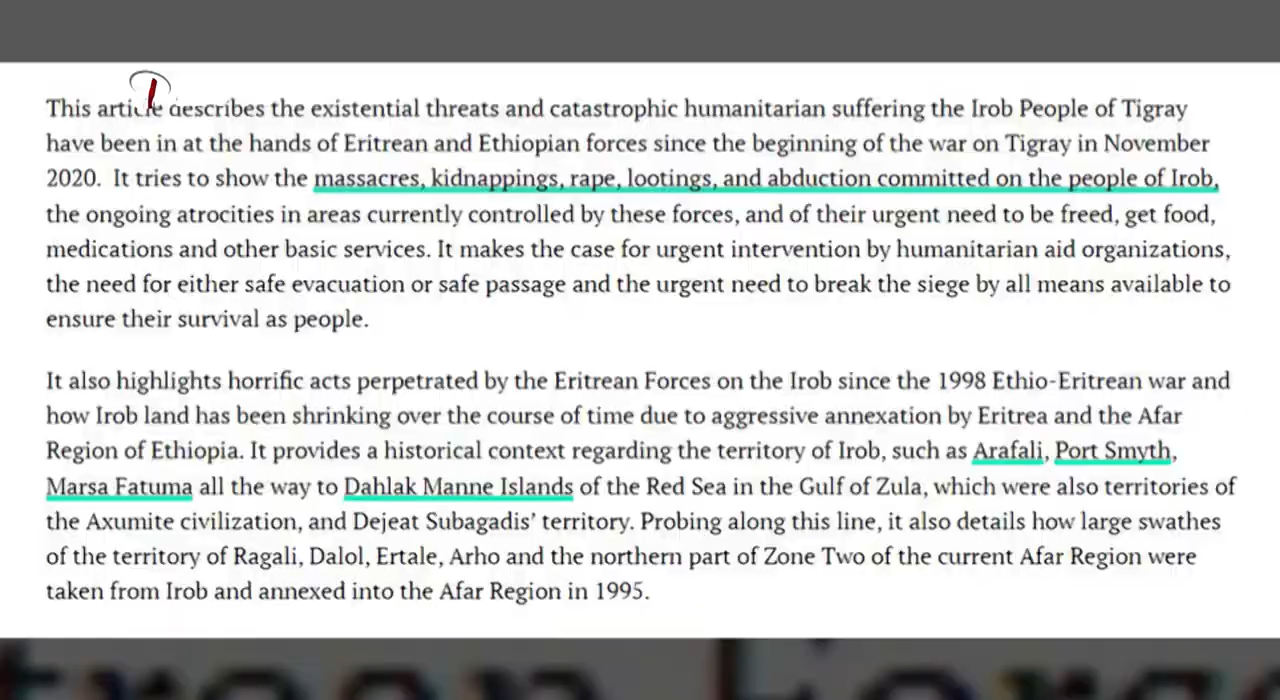 This article describes the existential threats and catastrophic humanitarian suffering the Irob People of Tigray
have been in at the hands of Eritrean and Ethiopian forces since the beginning of the war on Tigray in November
2020. It tries to show the massacres, kidnappings, rape, lootings, and abduction committed on the people of Irob,
the ongoing atrocities in areas currently controlled by these forces, and of their urgent need to be freed, get food,
medications and other basic services. It makes the case for urgent intervention by humanitarian aid organizations,
the need for either safe evacuation or safe passage and the urgent need to break the siege by all means available to
ensure their survival as people.
It also highlights horrific acts perpetrated by the Eritrean Forces on the Irob since the 1998 Ethio-Eritrean war and
how Irob land has been shrinking over the course of time due to aggressive annexation by Eritrea and the Afar
Region of Ethiopia. It provides a historical context regarding the territory of Irob, such as Arafali, Port Smyth,
Marsa Fatuma all the way to Dahlak Manne Islands of the Red Sea in the Gulf of Zula, which were also territories of
the Axumite civilization, and Dejeat Subagadis’ territory. Probing along this line, it also details how large swathes
of the territory of Ragali, Dalol, Ertale, Arho and the northern part of Zone Two of the current Afar Region were
taken from Irob and annexed into the Afar Region in 1995.